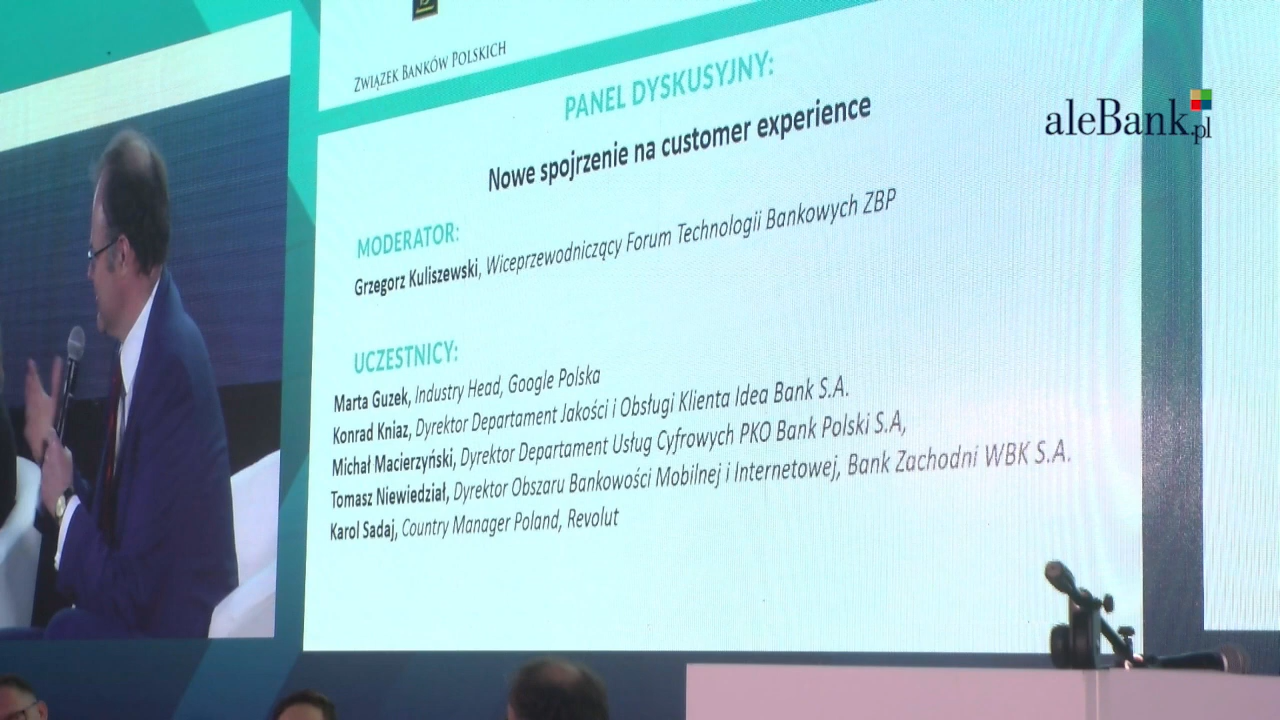 ZWIĄZEK BANKÓW POLSKICH
PANEL DYSKUSYJNY:
Nowe spojrzenie na customer experience
aleBank.pl
MODERATOR:
Grzegorz Kuliszewski, Wiceprzewodniczący Forum Technologii Bankowych ZBP
UCZESTNICY:
Marta Guzek, Industry Head, Google Polska
Konrad Kniaz, Dyrektor Departament Jakości i Obsługi Klienta Idea Bank S.A.
Michał Macierzyński, Dyrektor Departament Usług Cyfrowych PKO Bank Polski S.A,
Tomasz Niewiedział, Dyrektor Obszaru Bankowości Mobilnej i Internetowej, Bank Zachodni WBK S.A.
Karol Sadaj, Country Manager Poland, Revolut